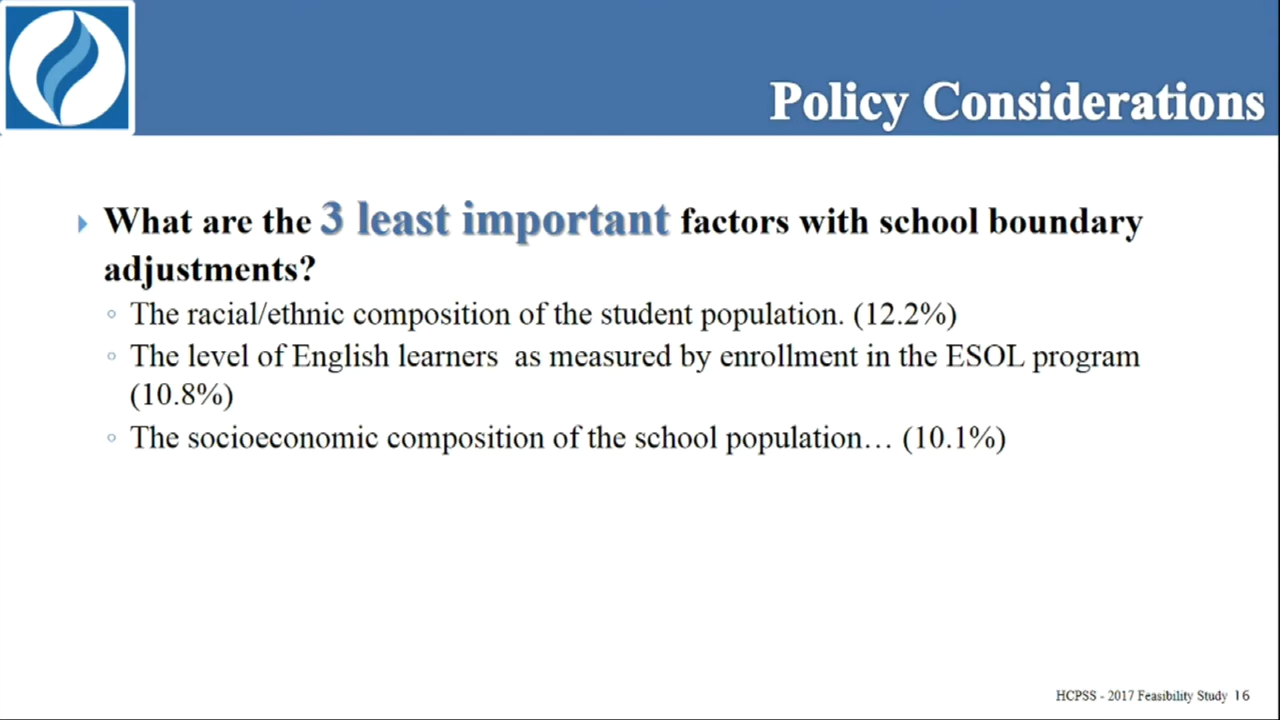 Policy Considerations
What are the 3 least important factors with school boundary
adjustments?
The racial/ethnic composition of the student population. (12.2%)
The level of English learners as measured by enrollment in the ESOL program
(10.8%)
The socioeconomic composition of the school population… (10.1%)
HCPSS - 2017 Feasibility Study 16